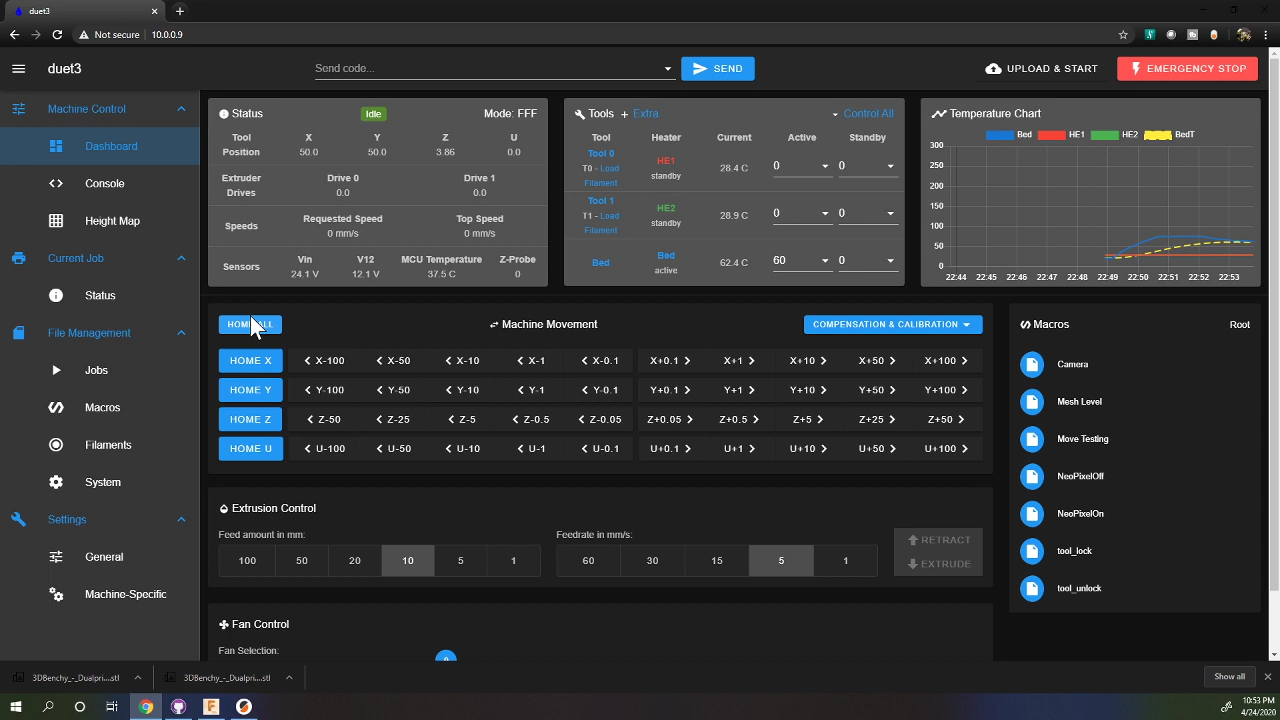 duet3
Not secure | 10.0.0.9
duet3
Send code...
SEND
UPLOAD & START
EMERGENCY STOP
Machine Control
Dashboard
Console
Height Map
Current Job
Status
File Management
Jobs
Macros
Filaments
System
Settings
General
Machine-Specific
Status
Idle
Mode: FFF
Tool Position X Y Z U
50.0 50.0 3.86 0.0
Extruder Drives Drive 0 Drive 1
0.0 0.0
Speeds Requested Speed Top Speed
0 mm/s 0 mm/s
Sensors Vin V12 MCU Temperature Z-Probe
24.1 V 12.1 V 37.5 C 0
Tools + Extra
Control All
Tool Heater Current Active Standby
Tool 0 HE1 28.4 C 0 0
T0 - Load Filament standby
Tool 1 HE2 28.9 C 0 0
T1 - Load Filament standby
Bed Bed 62.4 C 60 0
active
Temperature Chart
Bed HE1 HE2 BedT
300
250
200
150
100
50
0
22:44 22:45 22:46 22:47 22:48 22:49 22:50 22:51 22:52 22:53
Machine Movement
COMPENSATION & CALIBRATION
HOME X X-100 X-50 X-10 X-1 X-0.1 X+0.1 X+1 X+10 X+50 X+100
HOME Y Y-100 Y-50 Y-10 Y-1 Y-0.1 Y+0.1 Y+1 Y+10 Y+50 Y+100
HOME Z Z-50 Z-25 Z-5 Z-0.5 Z-0.05 Z+0.05 Z+0.5 Z+5 Z+25 Z+50
HOME U U-100 U-50 U-10 U-1 U-0.1 U+0.1 U+1 U+10 U+50 U+100
Extrusion Control
Feed amount in mm:
100 50 20 10 5 1
Feedrate in mm/s:
60 30 15 5 1
RETRACT
EXTRUDE
Fan Control
Fan Selection:
Macros
Root
Camera
Mesh Level
Move Testing
NeoPixelOff
NeoPixelOn
tool_lock
tool_unlock
3DBenchy_-_Dualpri....stl
3DBenchy_-_Dualpri....stl
Show all
10:53 PM
4/24/2020